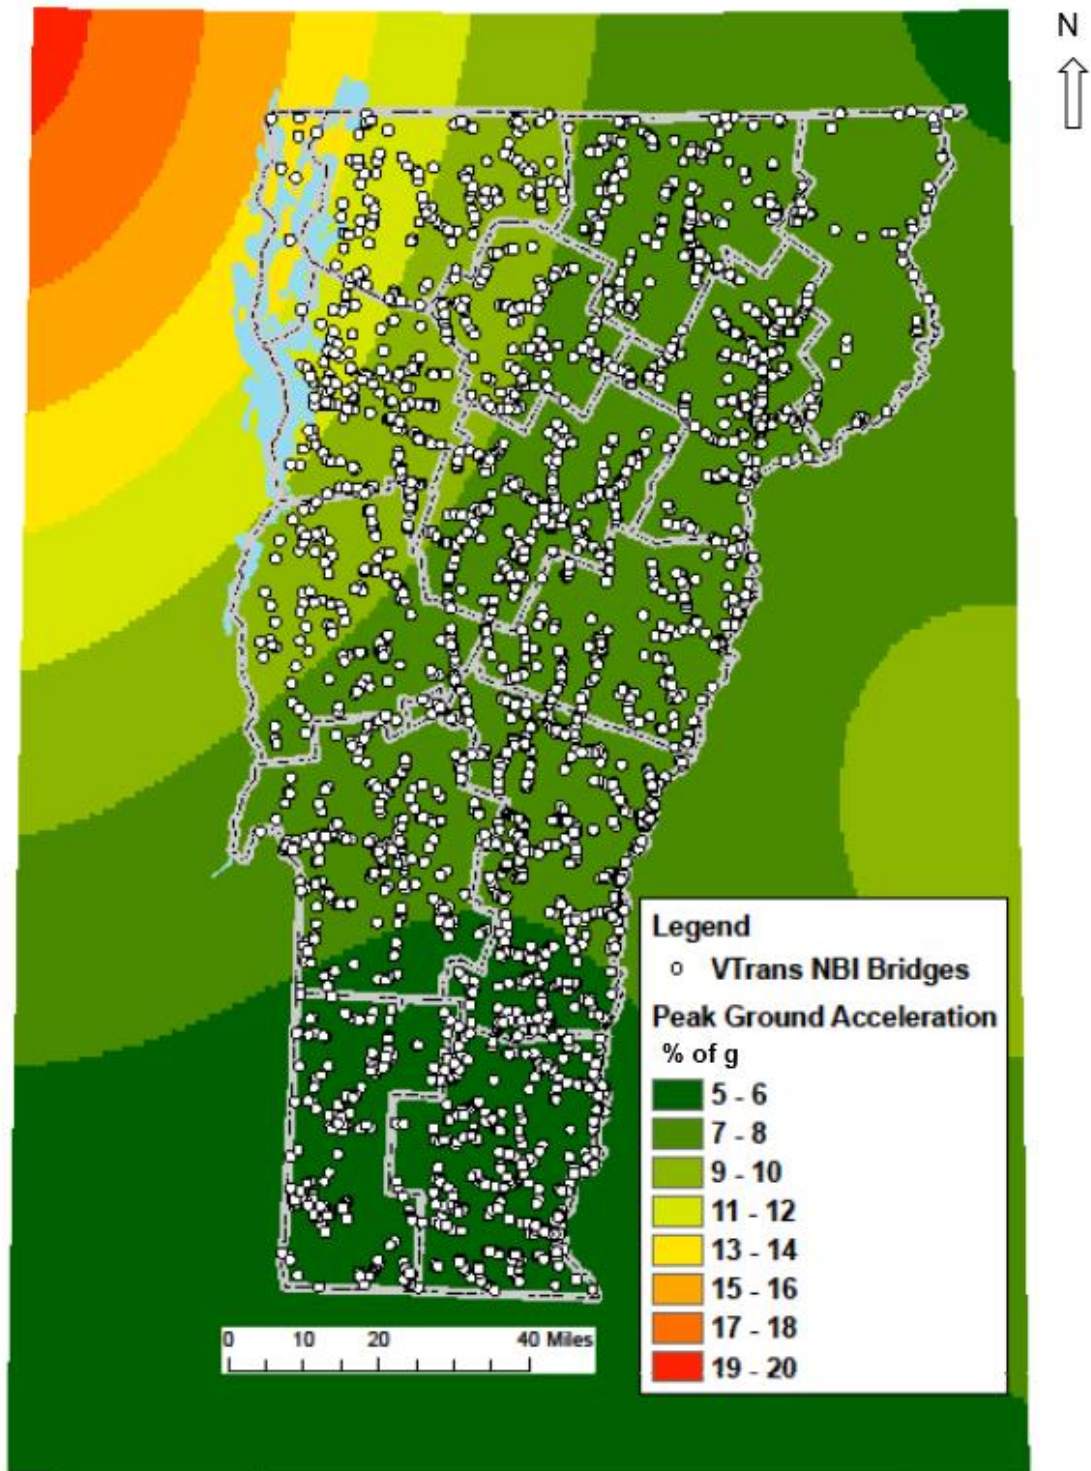 N
Legend
VTrans NBI Bridges
Peak Ground Acceleration
% of g
5 - 6
7 - 8
9 - 10
11 - 12
13 - 14
15 - 16
17 - 18
19 - 20
0 10 20 40 Miles